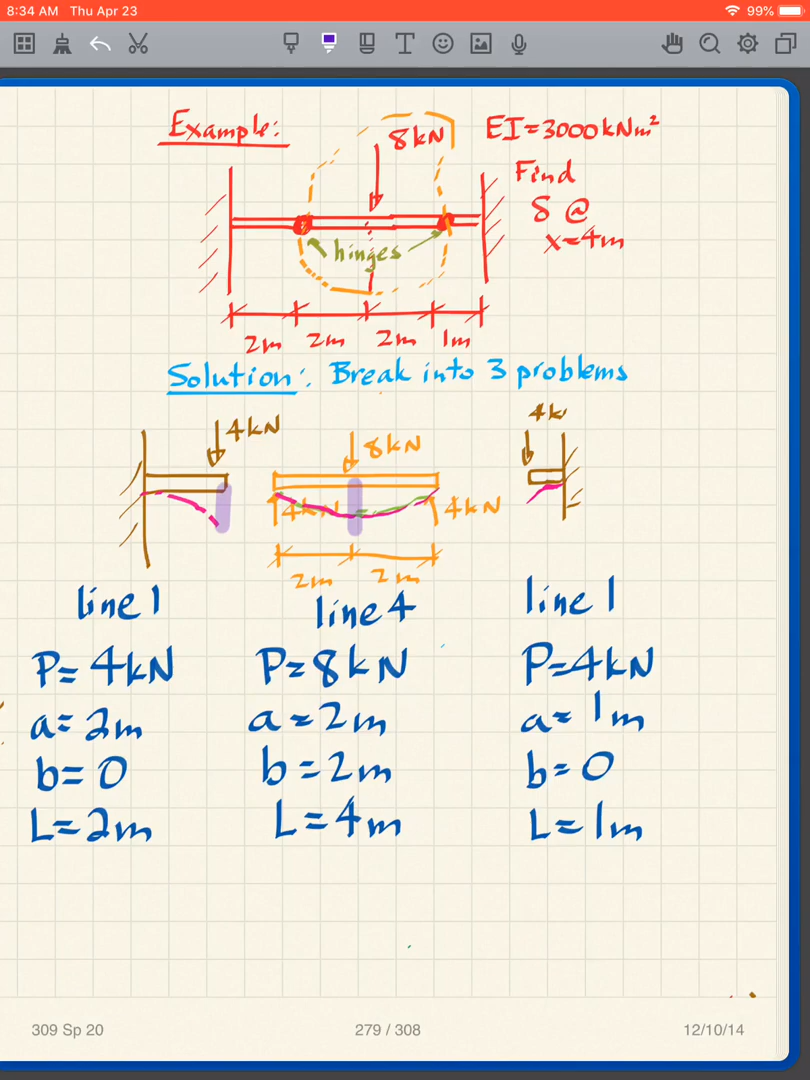 8:34 AM Thu Apr 23
99%
Example:
8kN
EI=3000kNm²
Find
δ @
x=4m
hinges
2m 2m 2m 1m
Solution: Break into 3 problems
4kN
8kN
4k
4kN
4kN
2m 2m
line 1
P=4kN
a=2m
b=0
L=2m
line 4
P=8kN
a=2m
b=2m
L=4m
line 1
P=4kN
a=1m
b=0
L=1m
309 Sp 20
279 / 308
12/10/14